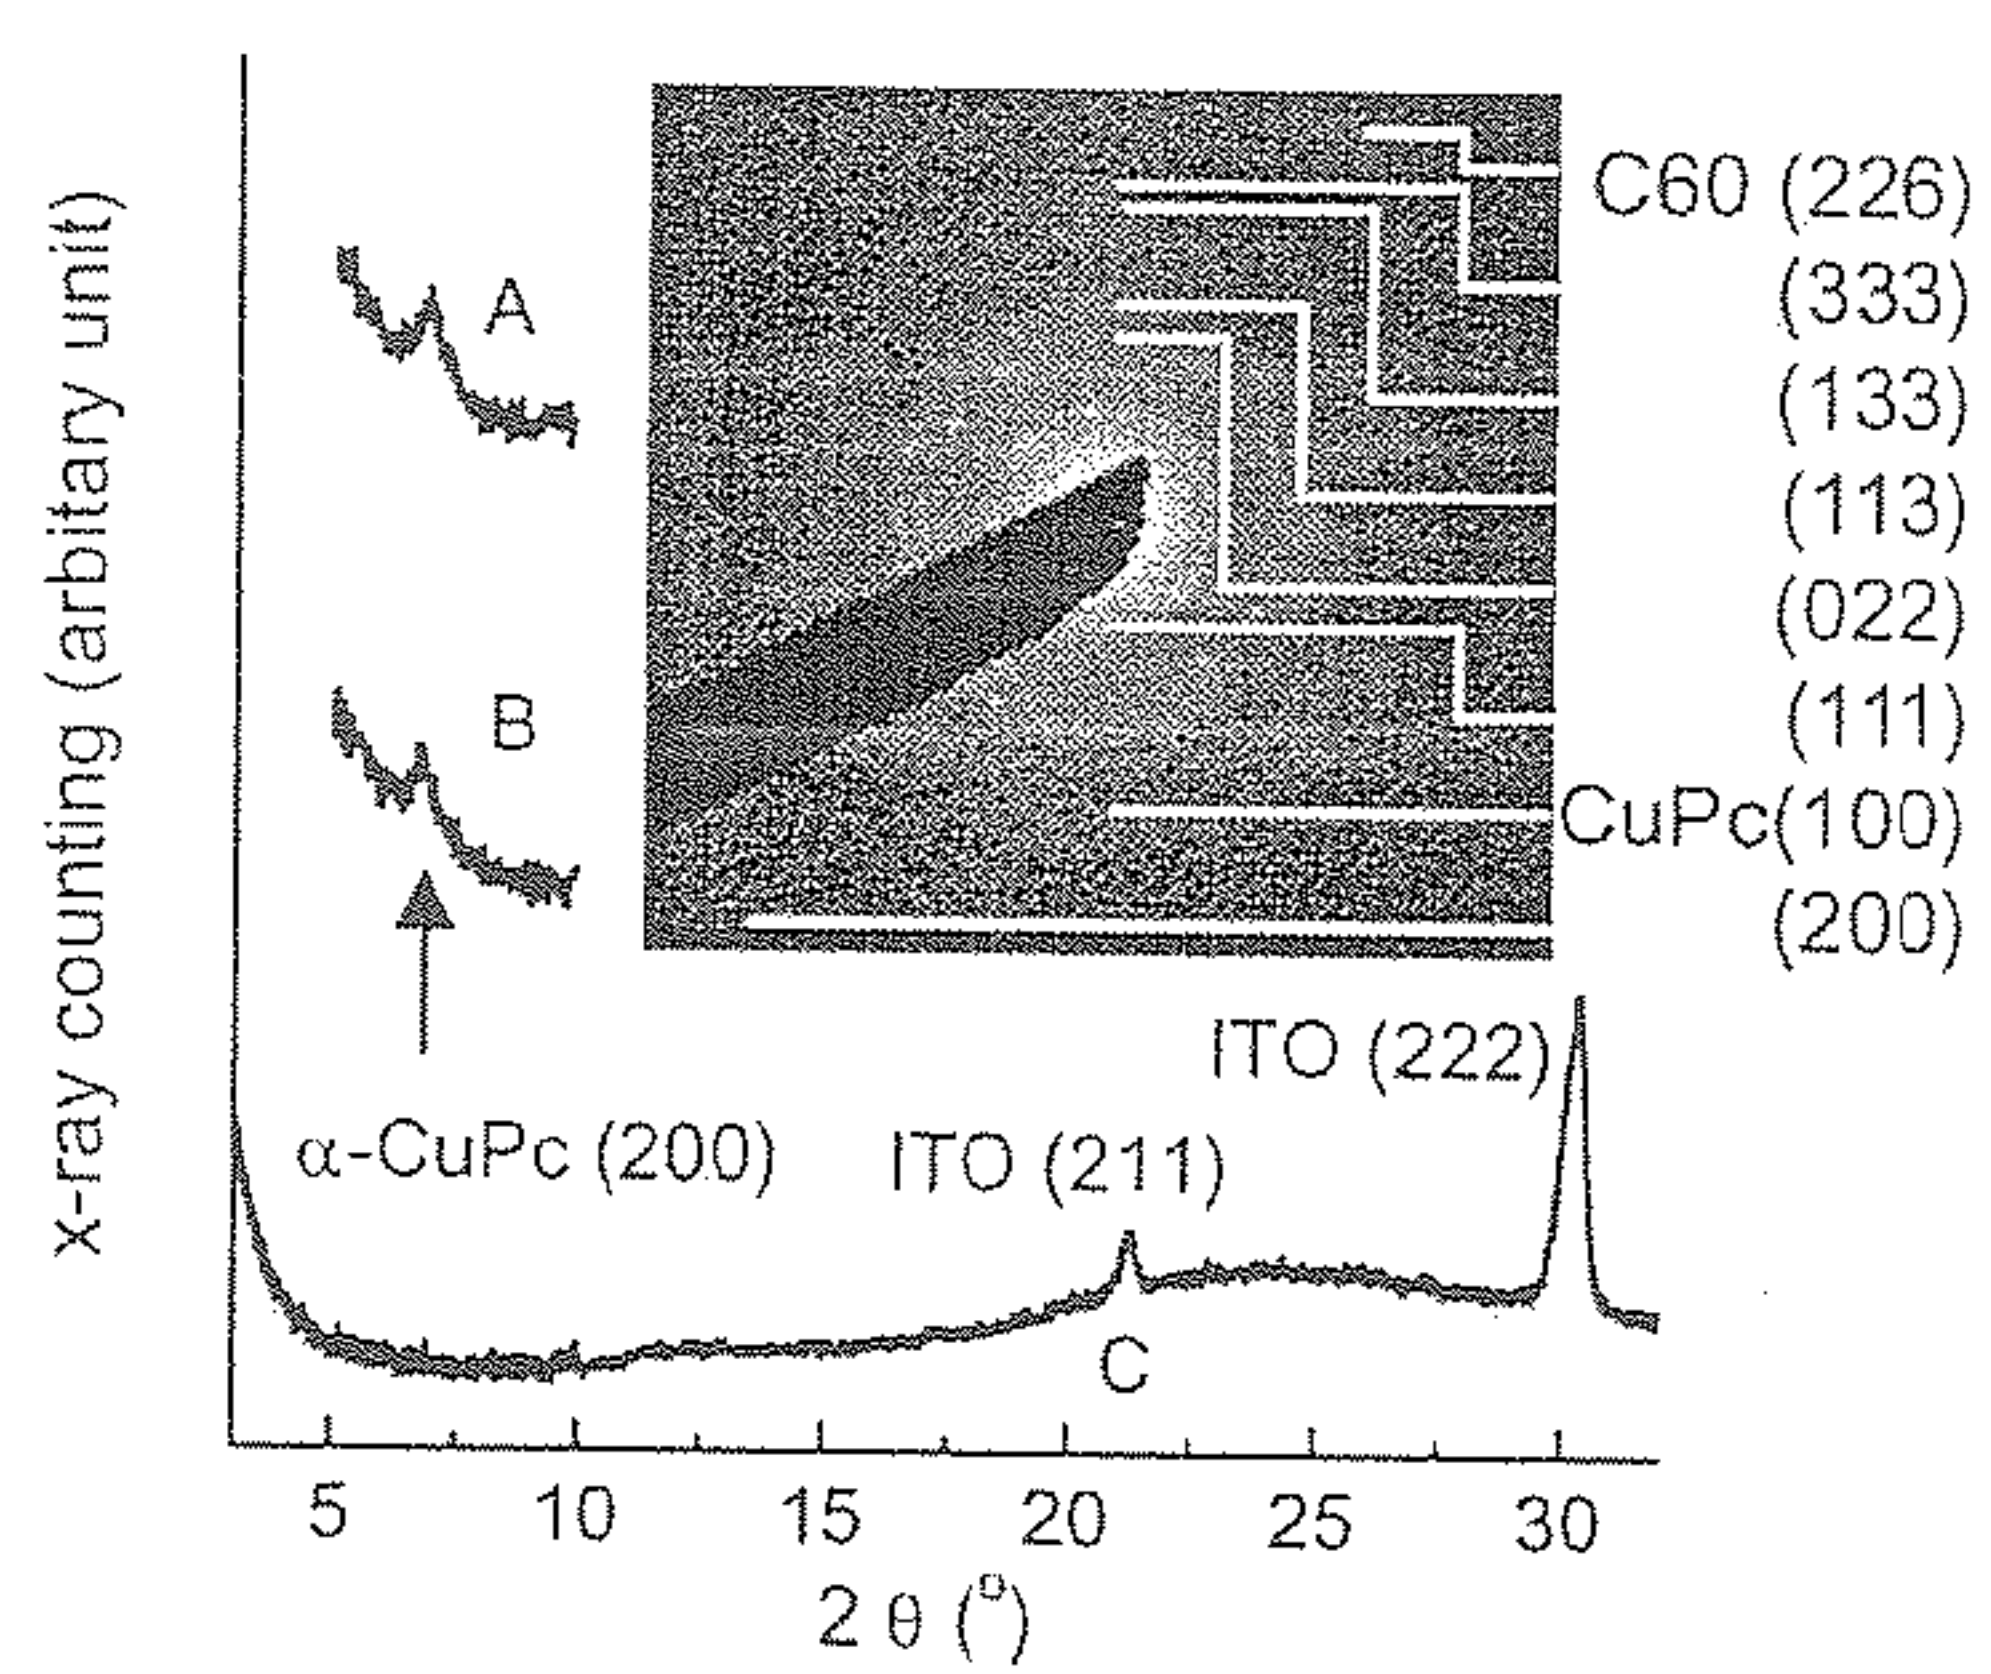 x-ray counting (arbitary unit)
A
B
C60 (226)
(333)
(133)
(113)
(022)
(111)
CuPc(100)
(200)
ITO (222)
α-CuPc (200)
ITO (211)
C
5 10 15 20 25 30
2 θ (°)